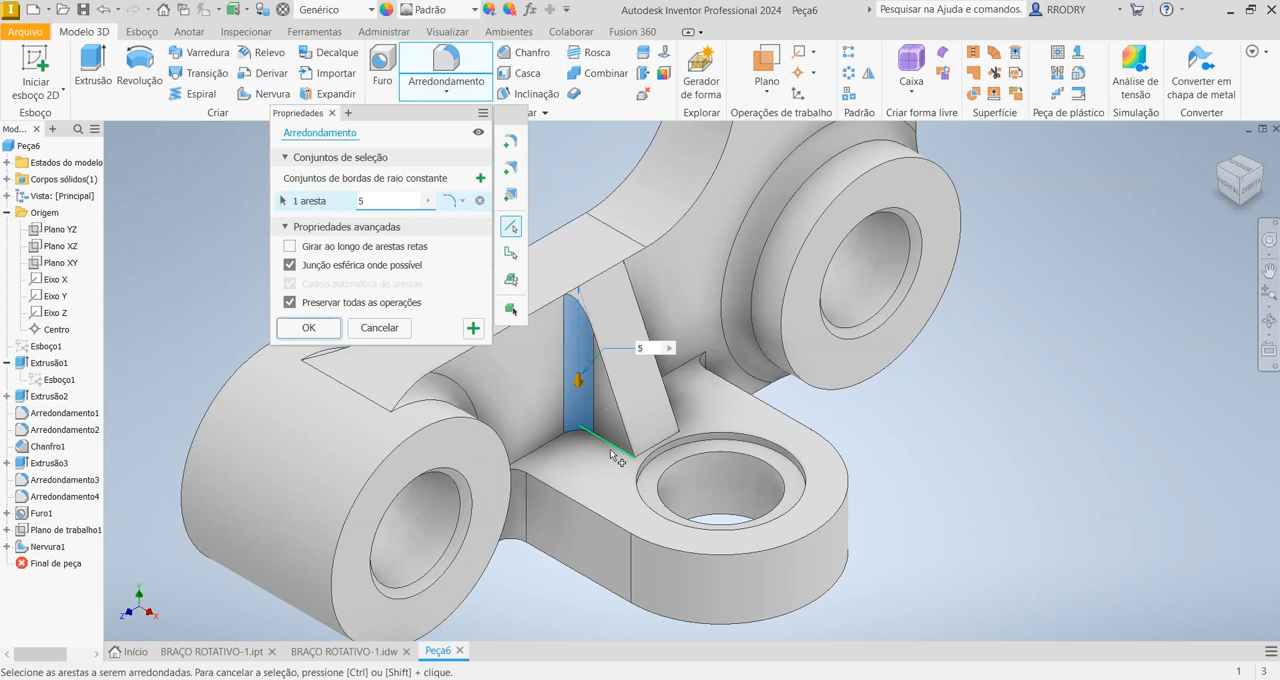 Genérico
Padrão
Autodesk Inventor Professional 2024 Peça6
Pesquisar na Ajuda e comandos.
RRODRY
Arquivo Modelo 3D Esboço Anotar Inspecionar Ferramentas Administrar Visualizar Ambientes Colaborar Fusion 360
Iniciar
esboço 2D
Extrusão
Revolução
Varredura
Transição
Espiral
Relevo
Derivar
Nervura
Decalque
Importar
Expandir
Furo
Arredondamento
Chanfro
Casca
Inclinação
Rosca
Combinar
Gerador
de forma
Plano
Caixa
Análise de
tensão
Converter em
chapa de metal
Esboço
Criar
ar
Explorar
Operações de trabalho
Padrão
Criar forma livre
Superfície
Peça de plástico
Simulação
Converter
Mod...
Peça6
Estados do modelo
Corpos sólidos(1)
Vista: [Principal]
Origem
Plano YZ
Plano XZ
Plano XY
Eixo X
Eixo Y
Eixo Z
Centro
Esboço1
Extrusão1
Esboço1
Extrusão2
Arredondamento1
Arredondamento2
Chanfro1
Extrusão3
Arredondamento3
Arredondamento4
Furo1
Plano de trabalho1
Nervura1
Final de peça
Propriedades
Arredondamento
Conjuntos de seleção
Conjuntos de bordas de raio constante
1 aresta 5
Propriedades avançadas
Girar ao longo de arestas retas
Junção esférica onde possível
Cadeia automática de arestas
Preservar todas as operações
OK Cancelar
5
FRONTAL DIREITA
Y
Z X
Início BRAÇO ROTATIVO-1.ipt BRAÇO ROTATIVO-1.idw Peça6
Selecione as arestas a serem arredondadas. Para cancelar a seleção, pressione [Ctrl] ou [Shift] + clique.
1 3